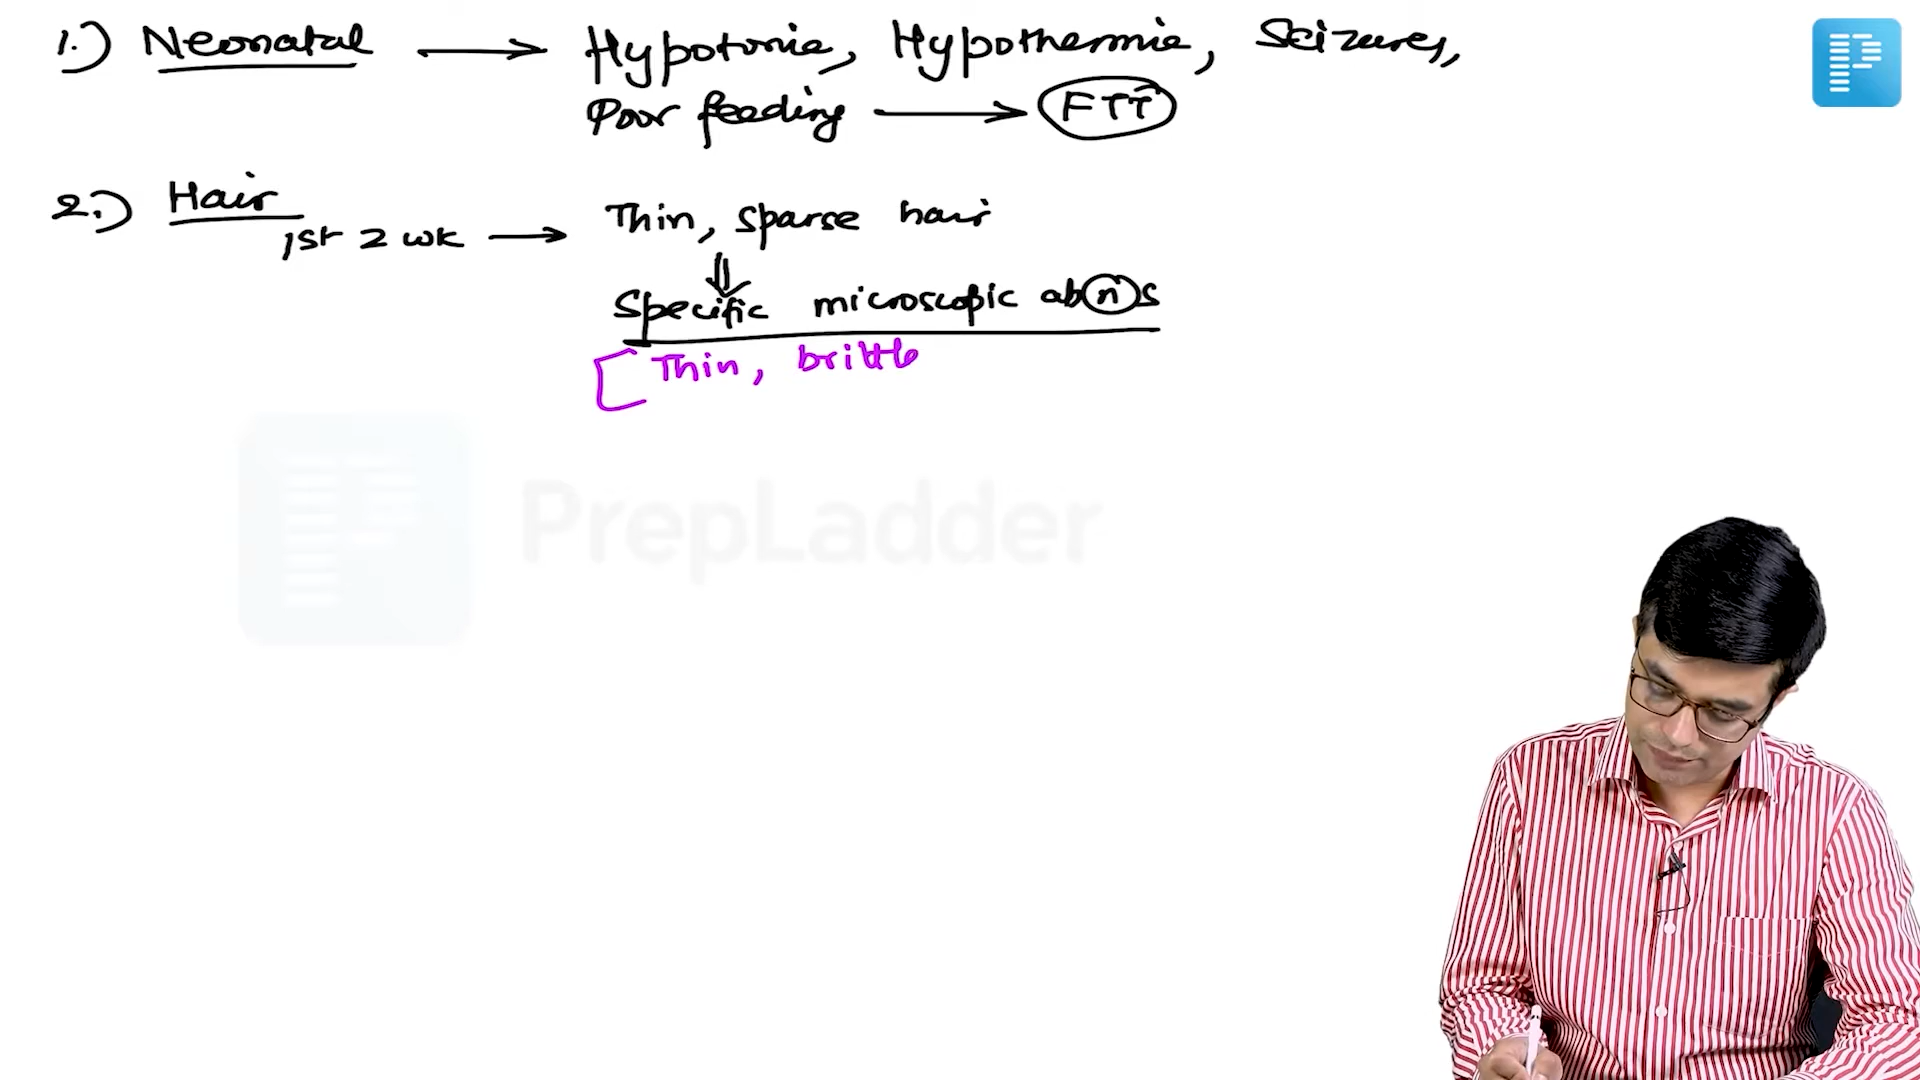 1.) Neonatal → Hypotonia, Hypothermia, Seizures,
Poor feeding → FTT
2.) Hair
1st 2 wk → Thin, sparse hair
⇓
Specific microscopic ab(n)s
[Thin, brittle
PrepLadder